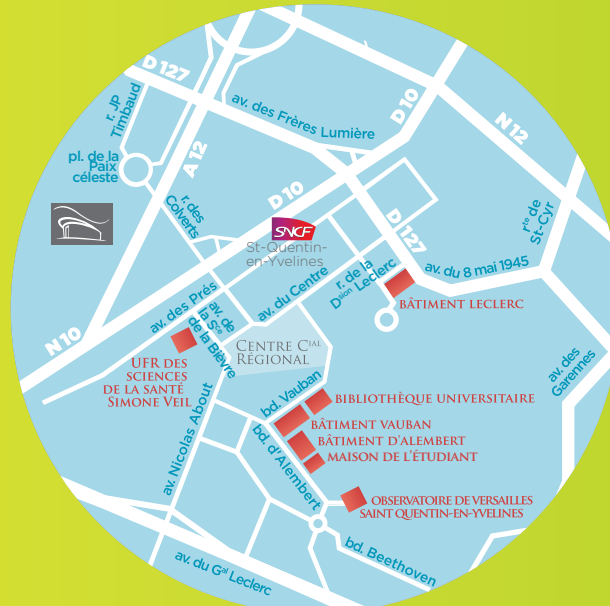 D 127
r. JP
Timbaud
av. des Frères Lumière
D10
N 12
A 12
pl. de la
Paix
céleste
r. des
Colverts
D 10
SNCF
St-Quentin-
en-Yvelines
D 127
rte de
St-Cyr
av. du 8 mai 1945
r. de la
Dsion Leclerc
BÂTIMENT LECLERC
av. du Centre
av. des Prés
av. de
la Sce
de la Bièvre
N 10
CENTRE CIAL
RÉGIONAL
UFR DES
SCIENCES
DE LA SANTÉ
SIMONE VEIL
av. des
Garennes
bd. Vauban
BIBLIOTHÈQUE UNIVERSITAIRE
BÂTIMENT VAUBAN
BÂTIMENT D'ALEMBERT
MAISON DE L'ÉTUDIANT
av. Nicolas About
bd. d'Alembert
OBSERVATOIRE DE VERSAILLES
SAINT QUENTIN-EN-YVELINES
bd. Beethoven
av. du Gal Leclerc